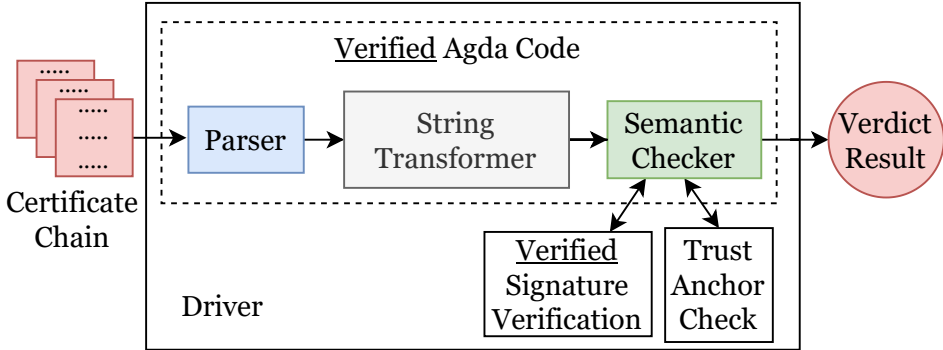 Verified Agda Code
.....
.....
.....
.....
.....
Certificate
Chain
Parser
String
Transformer
Semantic
Checker
Verdict
Result
Verified
Signature
Verification
Trust
Anchor
Check
Driver